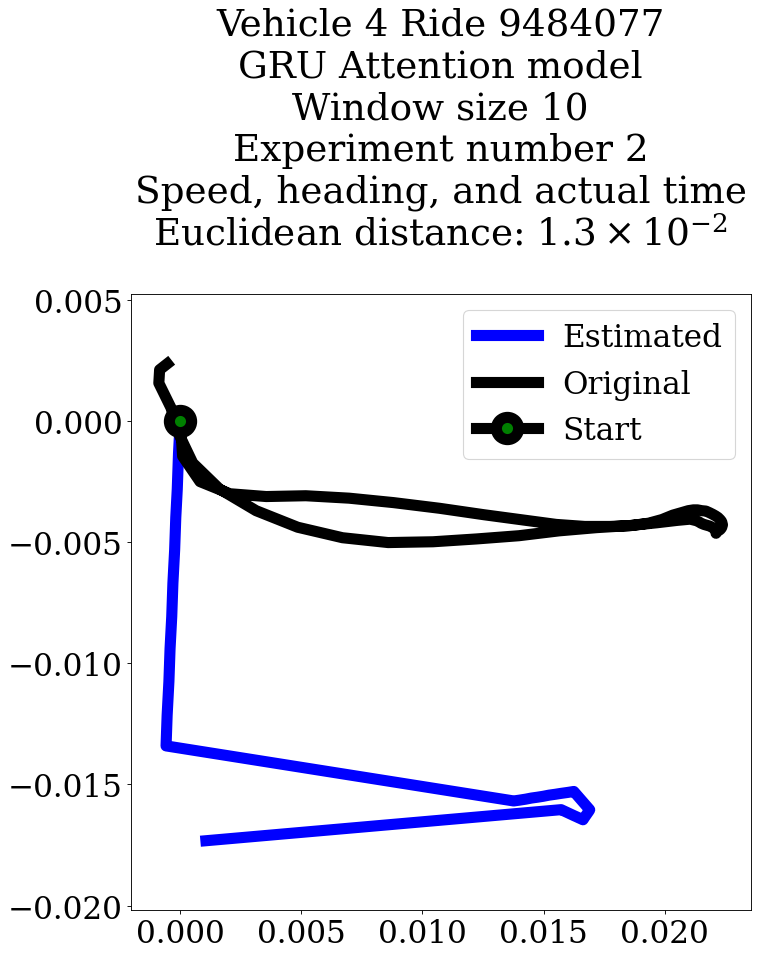 Vehicle 4 Ride 9484077
GRU Attention model
Window size 10
Experiment number 2
Speed, heading, and actual time
Euclidean distance: 1.3 × 10⁻²
0.005
Estimated
Original
Start
0.000
−0.005
−0.010
−0.015
−0.020
0.000 0.005 0.010 0.015 0.020